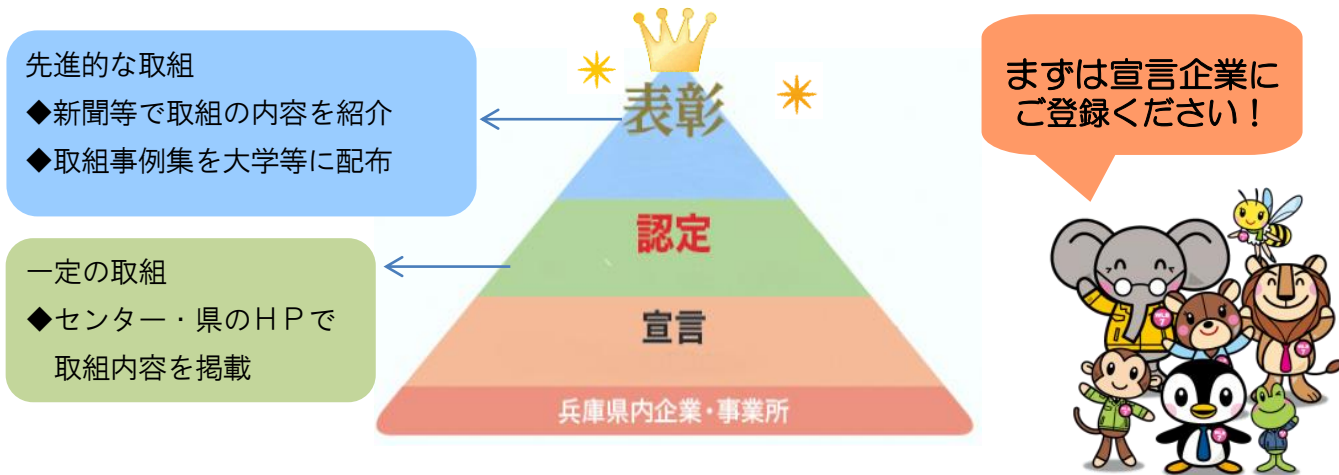 先進的な取組
◆新聞等で取組の内容を紹介
◆取組事例集を大学等に配布
表彰
まずは宣言企業に
ご登録ください！
認定
一定の取組
◆センター・県のＨＰで
取組内容を掲載
宣言
兵庫県内企業・事業所